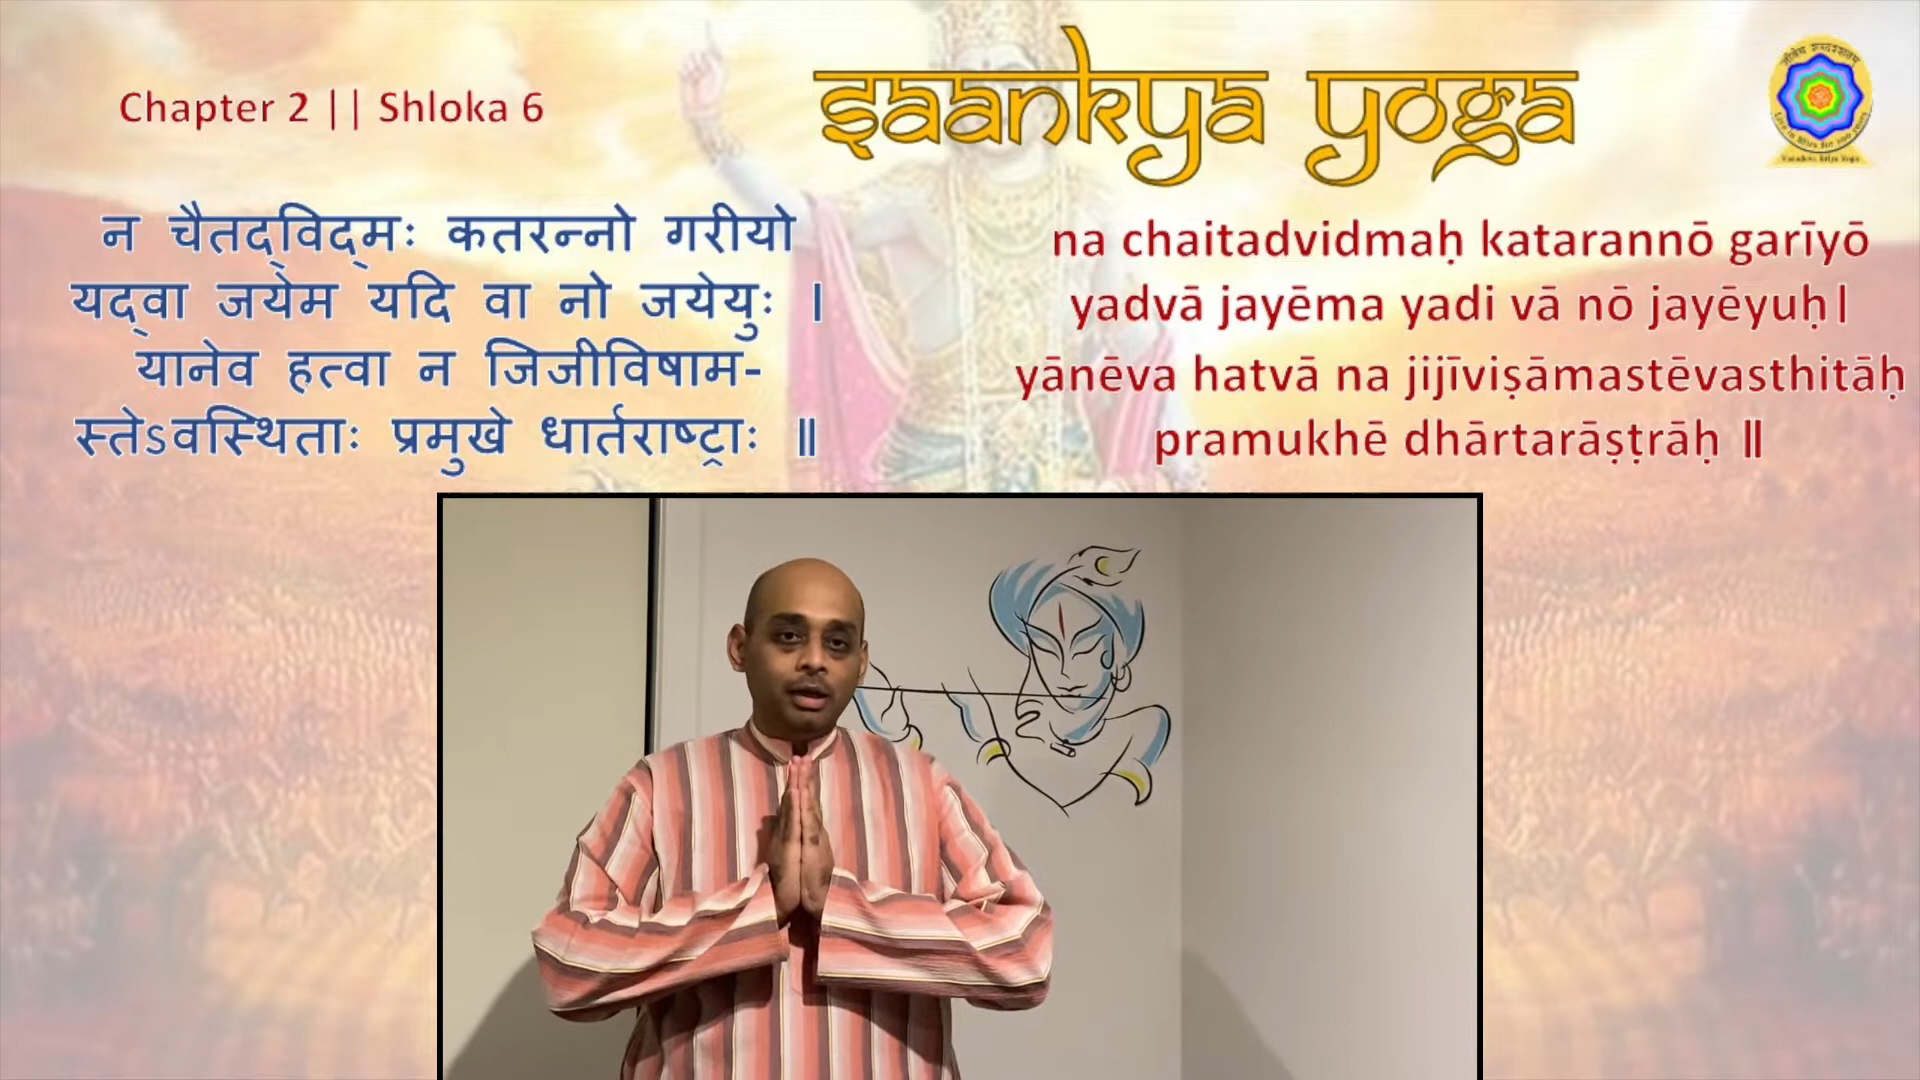 Chapter 2 || Shloka 6
saankya yoga
न चैतद्विद्मः कतरन्नो गरीयो
यद्वा जयेम यदि वा नो जयेयुः ।
यानेव हत्वा न जिजीविषाम-
स्तेऽवस्थिताः प्रमुखे धार्तराष्ट्राः ॥
na chaitadvidmaḥ katarannō garīyō
yadvā jayēma yadi vā nō jayēyuḥ|
yānēva hatvā na jijīviṣāmastēvasthitāḥ
pramukhē dhārtarāṣṭrāḥ ॥